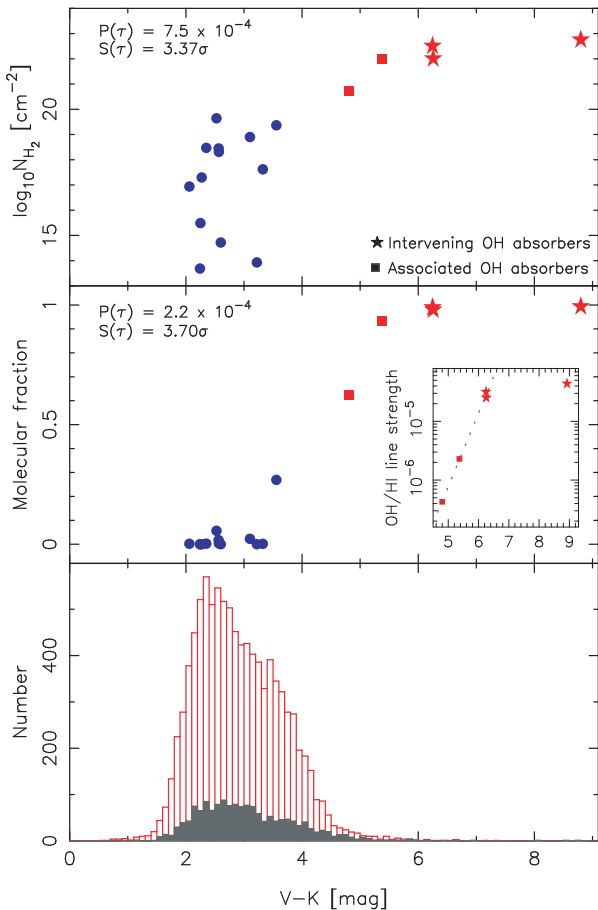 P(τ) = 7.5 x 10⁻⁴
S(τ) = 3.37σ
log₁₀N_H₂ [cm⁻²]
20
15
★ Intervening OH absorbers
■ Associated OH absorbers
P(τ) = 2.2 x 10⁻⁴
S(τ) = 3.70σ
Molecular fraction
1
0.5
0
OH/HI line strength
10⁻⁵
10⁻⁶
5 6 7 8 9
Number
400
200
0
0 2 4 6 8
V−K [mag]